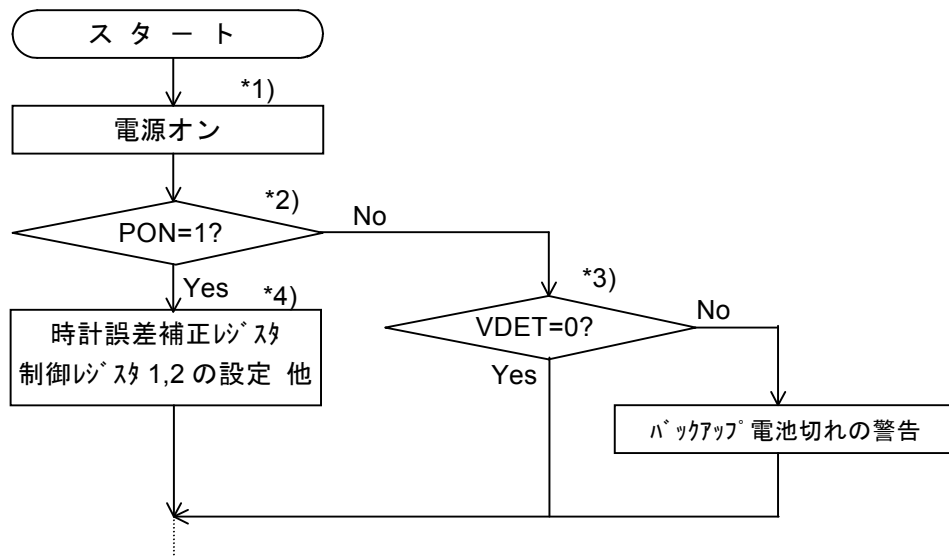 スタート
*1)
電源オン
*2)
PON=1?
No
Yes
*4)
時計誤差補正ﾚｼﾞｽﾀ
制御ﾚｼﾞｽﾀ 1,2 の設定 他
*3)
VDET=0?
No
Yes
ﾊﾞｯｸｱｯﾌﾟ電池切れの警告